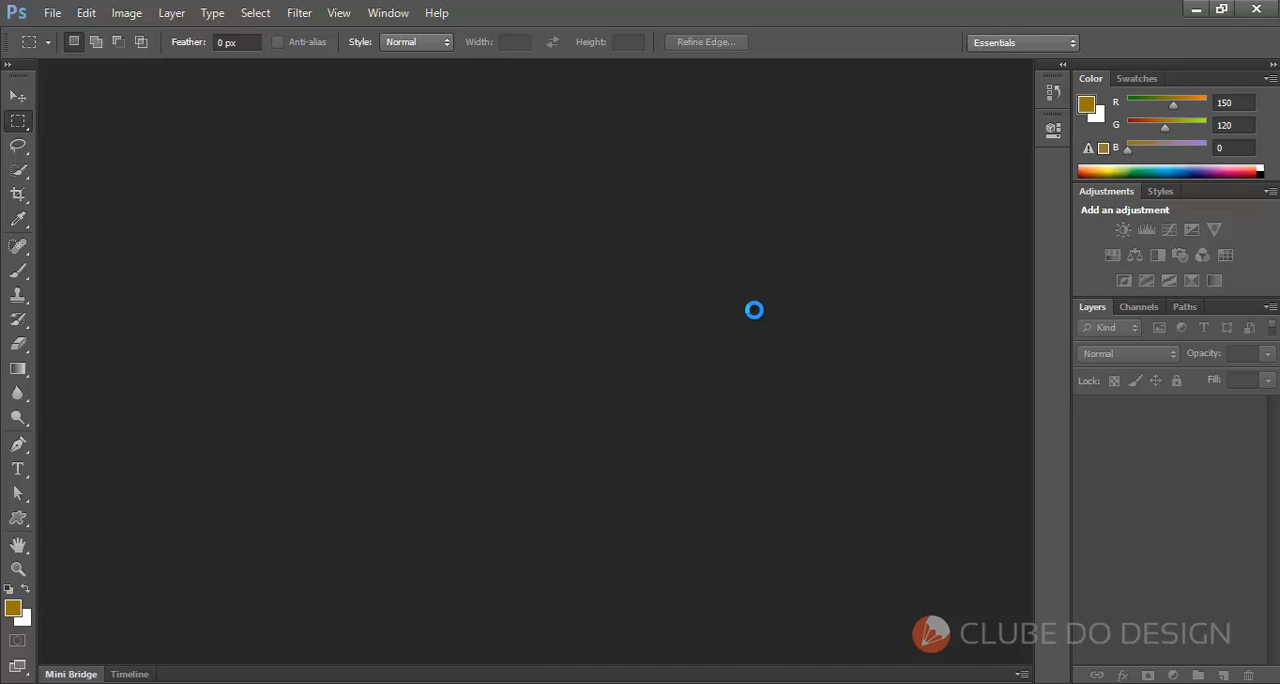 Ps File Edit Image Layer Type Select Filter View Window Help
Feather: 0 px Anti-alias Style: Normal Width: Height: Refine Edge... Essentials
Color Swatches
R 150
G 120
B 0
Adjustments Styles
Add an adjustment
Layers Channels Paths
Kind T
Normal Opacity:
Lock: Fill:
T
CLUBE DO DESIGN
Mini Bridge Timeline
fx